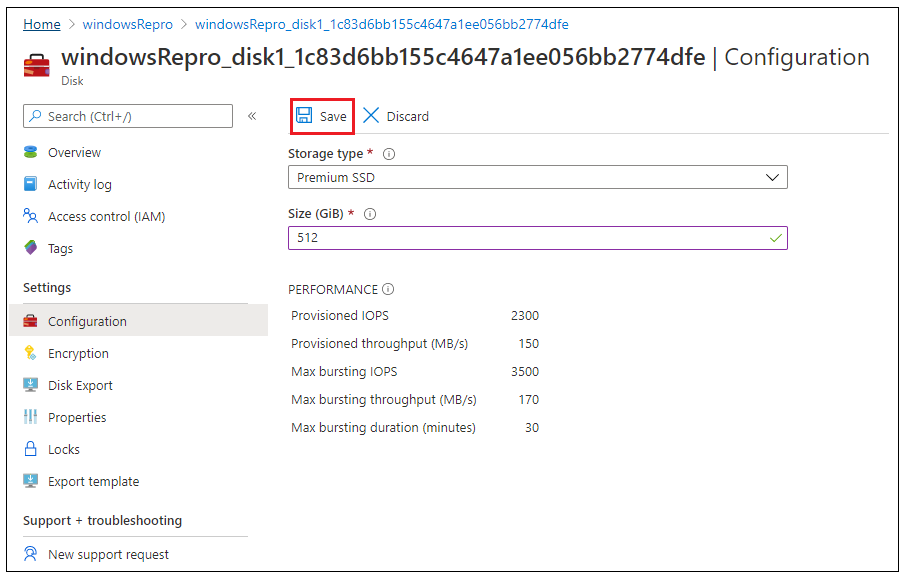 Home > windowsRepro > windowsRepro_disk1_1c83d6bb155c4647a1ee056bb2774dfe
windowsRepro_disk1_1c83d6bb155c4647a1ee056bb2774dfe | Configuration
Disk
Search (Ctrl+/)
«
Overview
Activity log
Access control (IAM)
Tags
Settings
Configuration
Encryption
Disk Export
Properties
Locks
Export template
Support + troubleshooting
New support request
Save Discard
Storage type *
Premium SSD
Size (GiB) *
512
PERFORMANCE
Provisioned IOPS 2300
Provisioned throughput (MB/s) 150
Max bursting IOPS 3500
Max bursting throughput (MB/s) 170
Max bursting duration (minutes) 30